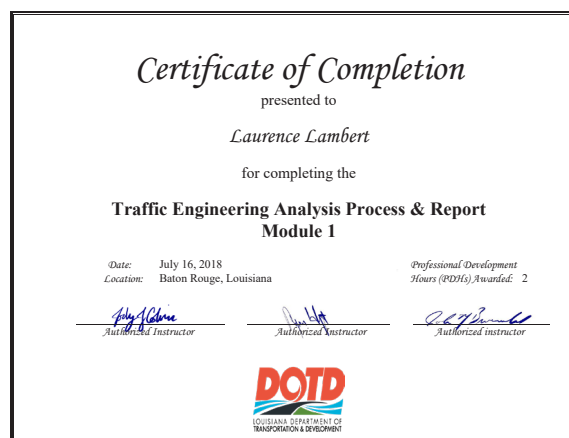 Certificate of Completion
presented to
Laurence Lambert
for completing the
Traffic Engineering Analysis Process & Report
Module 1
Date: July 16, 2018
Location: Baton Rouge, Louisiana
Professional Development
Hours (PDHs) Awarded: 2
Authorized Instructor
Authorized Instructor
Authorized instructor
DOTD
LOUISIANA DEPARTMENT OF
TRANSPORTATION & DEVELOPMENT